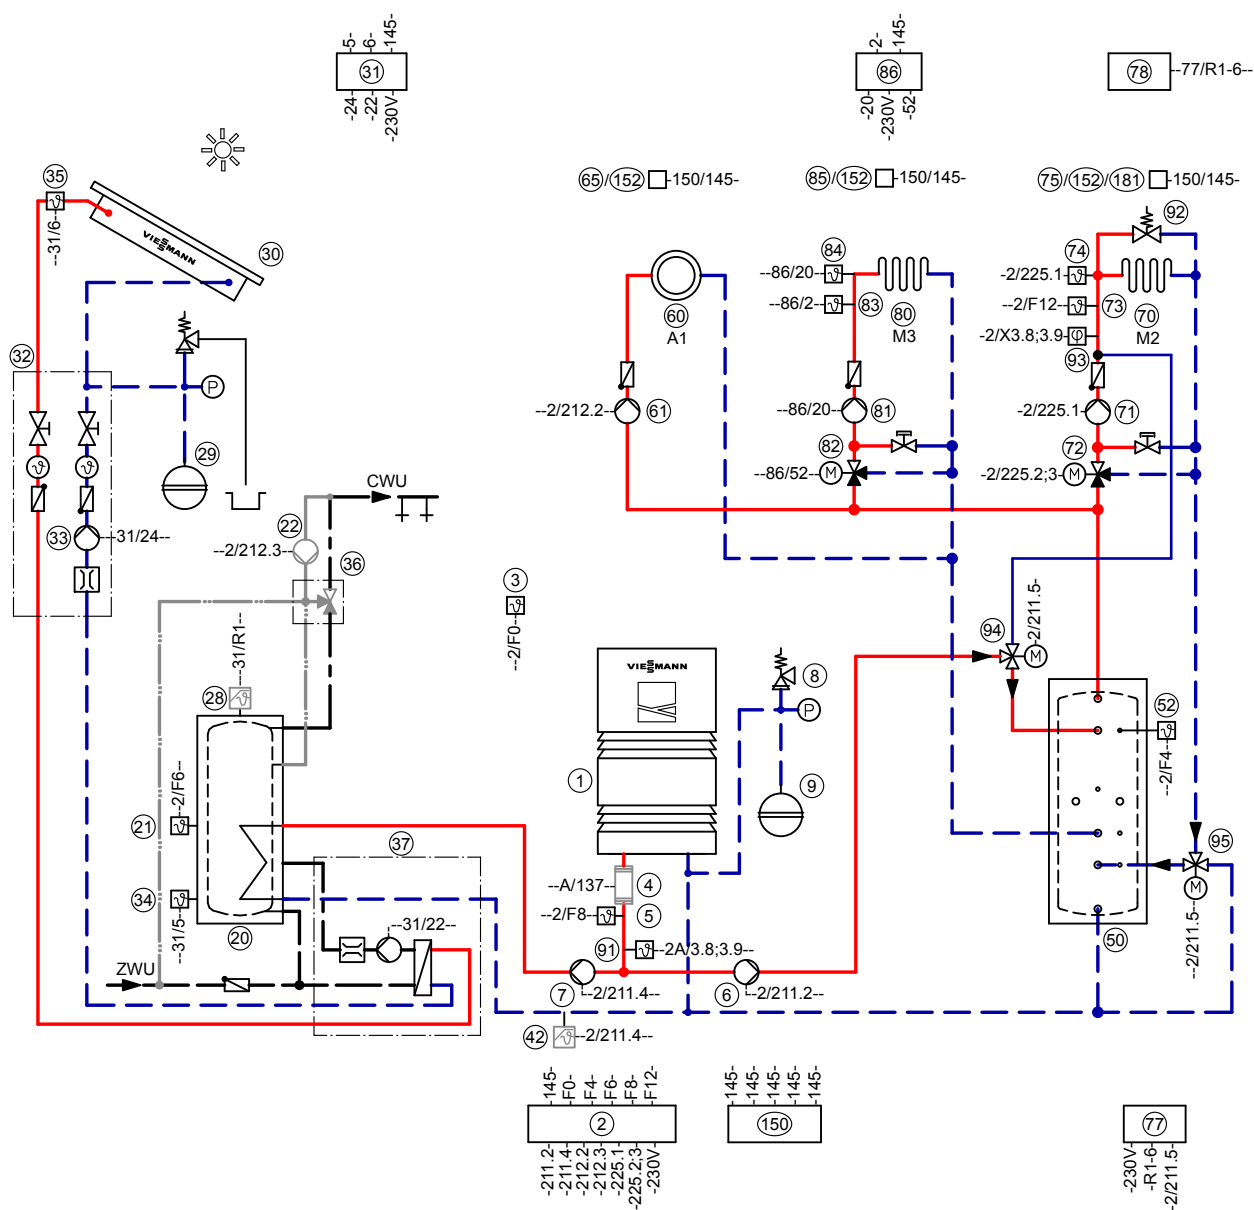 -5-
-6-
-145-
31
-24-
-22-
-230V-
-2-
-145-
86
-20-
-230V-
-52-
78
--77/R1-6--
35
--31/6--
VIESSMANN
30
65/152 -150/145-
85/152 -150/145-
75/152/181 -150/145-
92
84
74
--86/20--
-2/225.1-
--86/2--
83
--2/F12--
73
60
A1
80
M3
70
M2
-2/X3.8;3.9-
93
32
P
--2/212.2--
61
--86/20--
81
-2/225.1-
71
82
72
29
--86/52--
M
-2/225.2;3--
M
CWU
22
33
--31/24--
--2/212.3--
36
3
--2/F0--
94
M
-2/211.5-
--31/R1--
28
VIESSMANN
8
P
52
--2/F4--
1
9
21
--2/F6--
37
95
M
--2/211.5--
34
--31/5--
--A/137--
4
--2/F8--
5
20
--31/22--
50
91
--2A/3.8;3.9--
ZWU
7
--2/211.4--
6
--2/211.2--
42
--2/211.4--
-145-
-F0-
-F4-
-F6-
-F8-
-F12-
2
-211.2-
-211.4-
-212.2-
-212.3-
-225.1-
-225.2;3-
-230V-
-145-
-145-
-145-
-145-
-145-
150
77
-230V-
-R1-6-
-2/211.5-